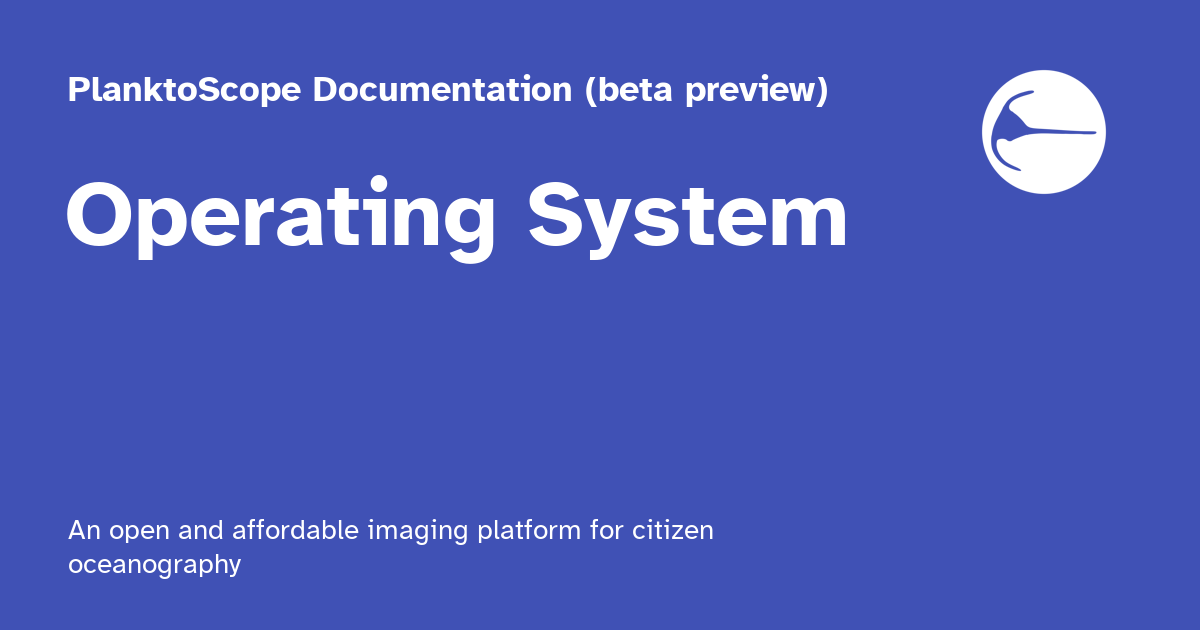 PlanktoScope Documentation (beta preview)
Operating System
An open and affordable imaging platform for citizen
oceanography